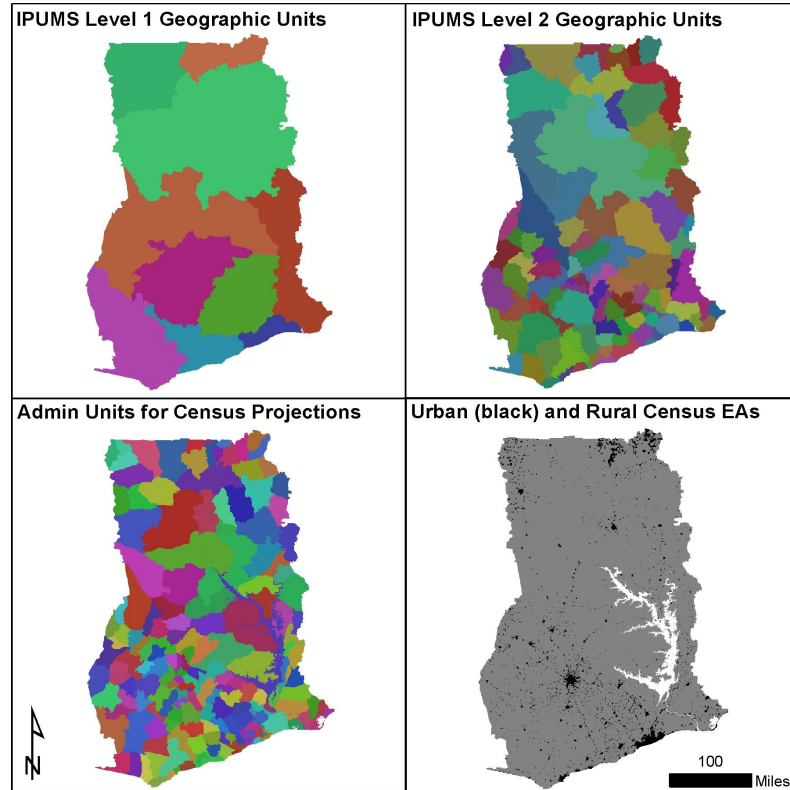 IPUMS Level 1 Geographic Units
IPUMS Level 2 Geographic Units
Admin Units for Census Projections
Urban (black) and Rural Census EAs
N
100
Miles